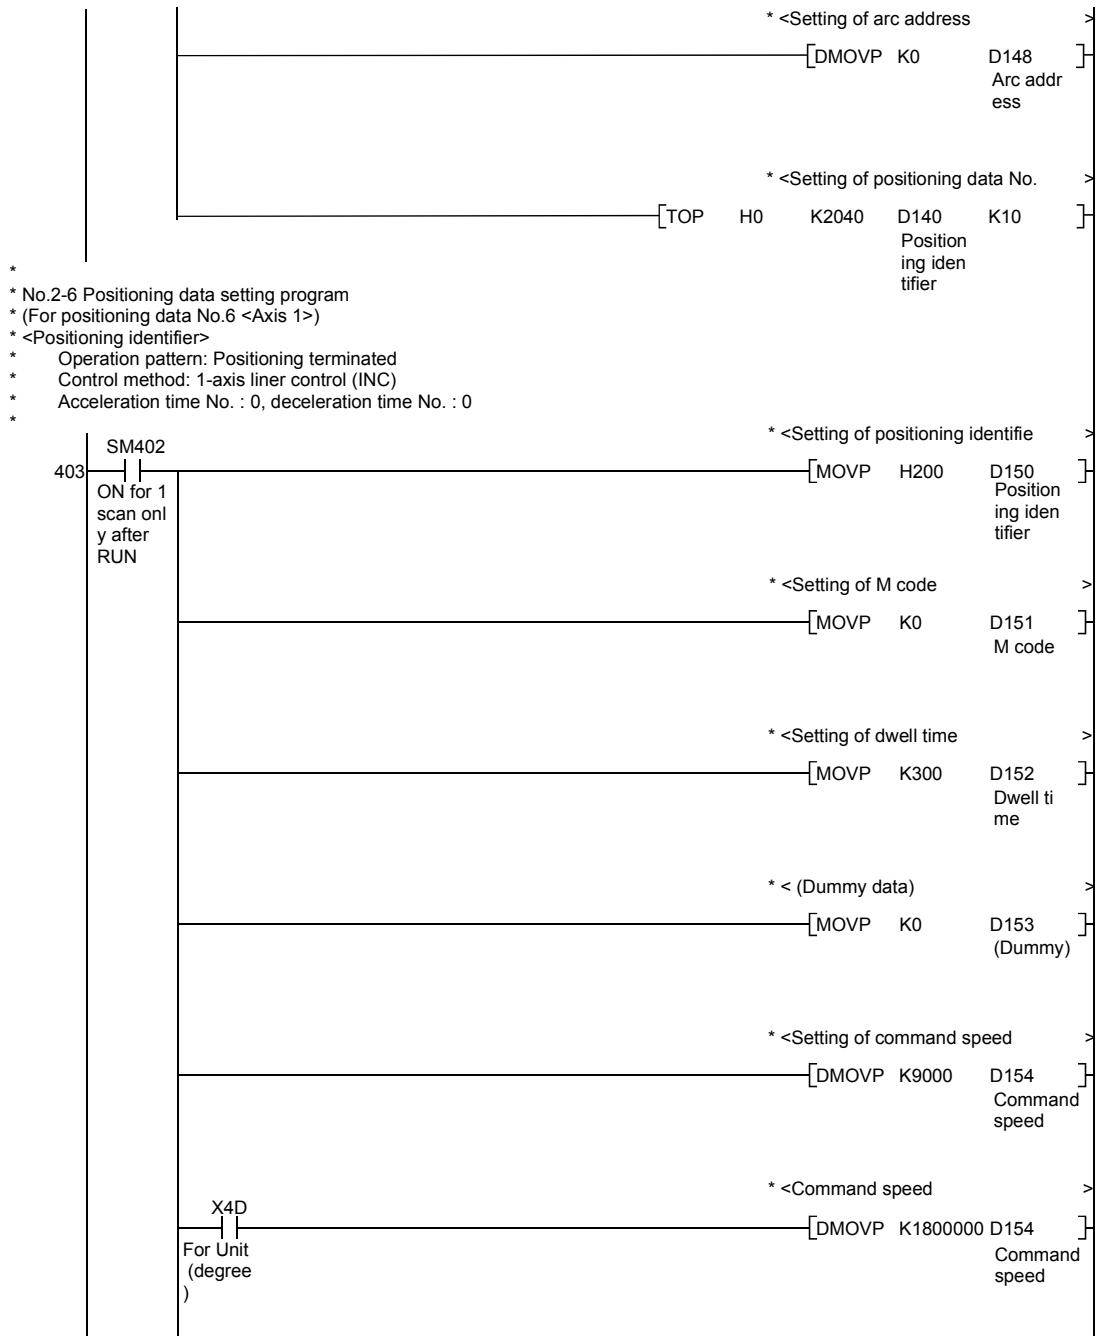 * <Setting of arc address >
DMOVP K0 D148
Arc addr
ess
* <Setting of positioning data No. >
TOP H0 K2040 D140 K10
Position
ing iden
tifier
*
* No.2-6 Positioning data setting program
* (For positioning data No.6 <Axis 1>)
* <Positioning identifier>
* Operation pattern: Positioning terminated
* Control method: 1-axis liner control (INC)
* Acceleration time No. : 0, deceleration time No. : 0
*
* <Setting of positioning identifie >
SM402
403 MOVP H200 D150
ON for 1
scan onl
y after
RUN
Position
ing iden
tifier
* <Setting of M code >
MOVP K0 D151
M code
* <Setting of dwell time >
MOVP K300 D152
Dwell ti
me
* < (Dummy data) >
MOVP K0 D153
(Dummy)
* <Setting of command speed >
DMOVP K9000 D154
Command
speed
* <Command speed >
X4D
DMOVP K1800000 D154
For Unit
(degree
)
Command
speed